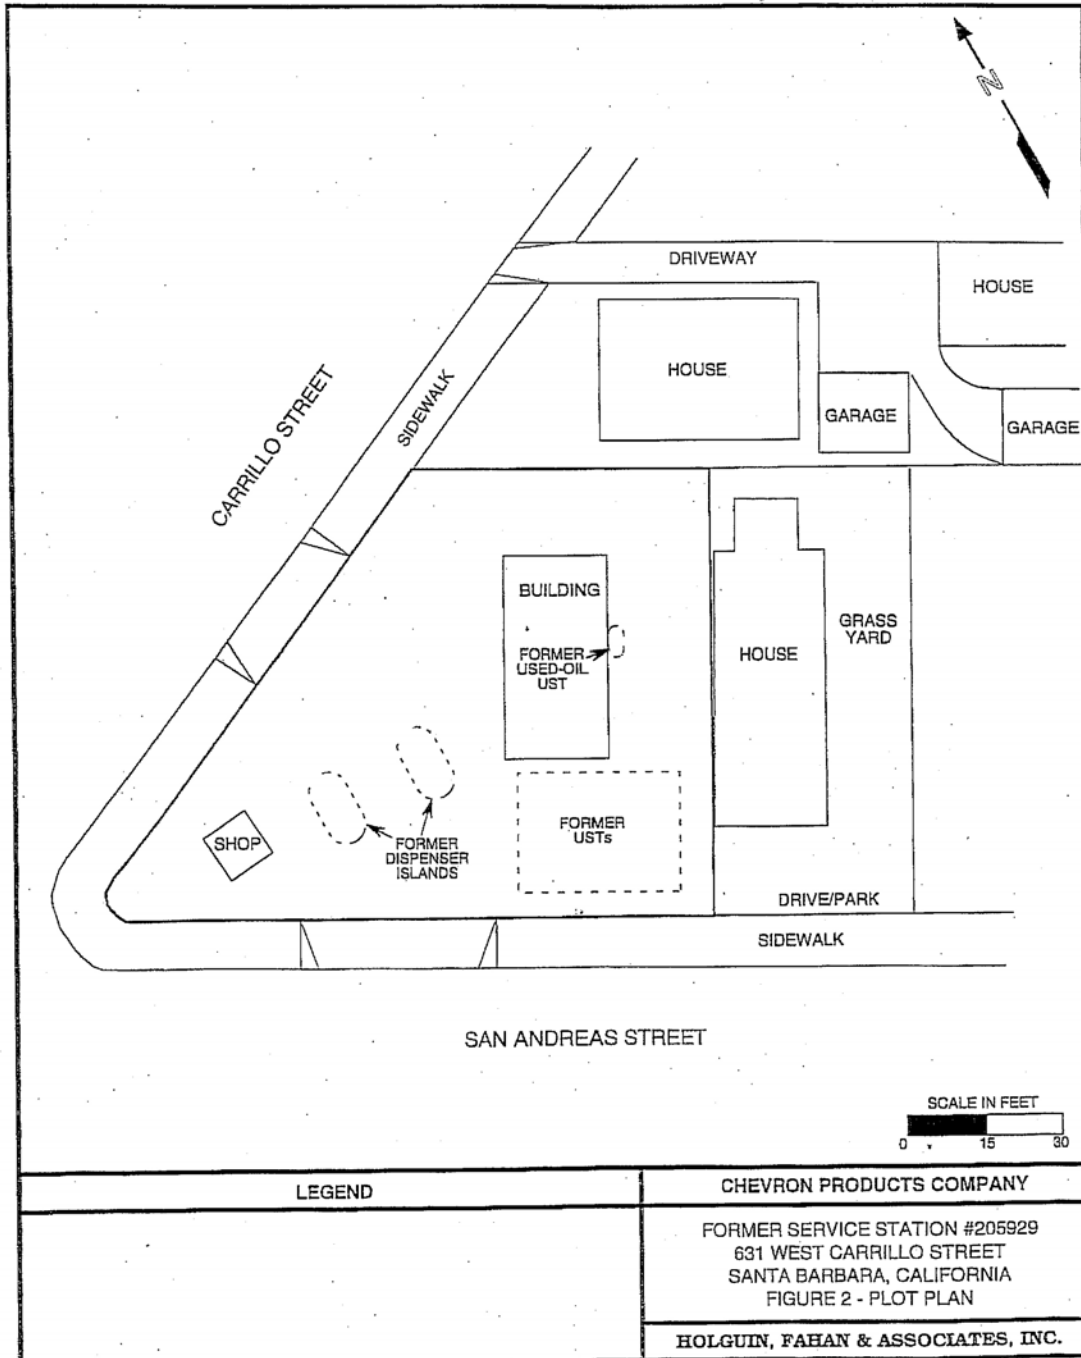 N
DRIVEWAY
HOUSE
HOUSE
GARAGE
GARAGE
SIDEWALK
CARRILLO STREET
BUILDING
FORMER
USED-OIL
UST
HOUSE
GRASS
YARD
SHOP
FORMER
DISPENSER
ISLANDS
FORMER
USTs
DRIVE/PARK
SIDEWALK
SAN ANDREAS STREET
SCALE IN FEET
0 15 30
LEGEND
CHEVRON PRODUCTS COMPANY
FORMER SERVICE STATION #205929
631 WEST CARRILLO STREET
SANTA BARBARA, CALIFORNIA
FIGURE 2 - PLOT PLAN
HOLGUIN, FAHAN & ASSOCIATES, INC.